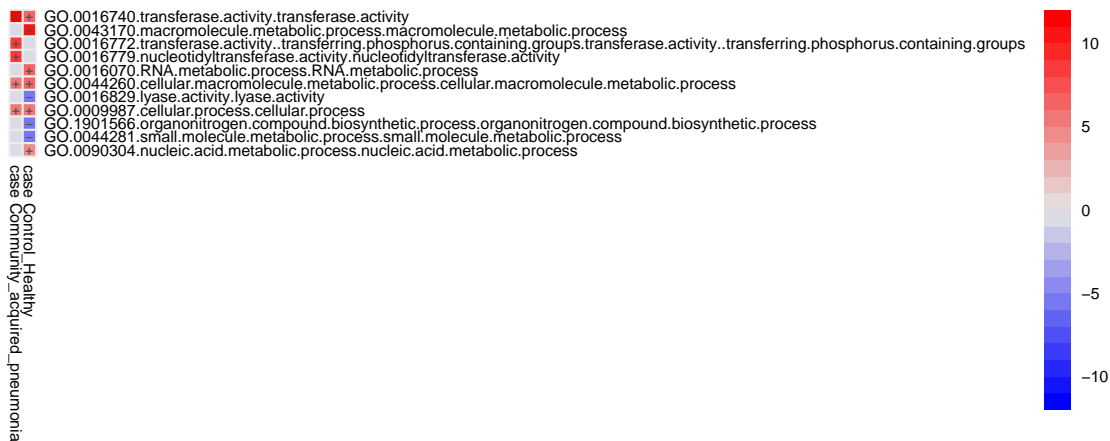 GO.0016740.transferase.activity.transferase.activity
GO.0043170.macromolecule.metabolic.process.macromolecule.metabolic.process
GO.0016772.transferase.activity..transferring.phosphorus.containing.groups.transferase.activity..transferring.phosphorus.containing.groups
GO.0016779.nucleotidyltransferase.activity.nucleotidyltransferase.activity
GO.0016070.RNA.metabolic.process.RNA.metabolic.process
GO.0044260.cellular.macromolecule.metabolic.process.cellular.macromolecule.metabolic.process
GO.0016829.lyase.activity.lyase.activity
GO.0009987.cellular.process.cellular.process
GO.1901566.organonitrogen.compound.biosynthetic.process.organonitrogen.compound.biosynthetic.process
GO.0044281.small.molecule.metabolic.process.small.molecule.metabolic.process
GO.0090304.nucleic.acid.metabolic.process.nucleic.acid.metabolic.process
case Control_Healthy
case Community_acquired_pneumonia
10
5
0
−5
−10